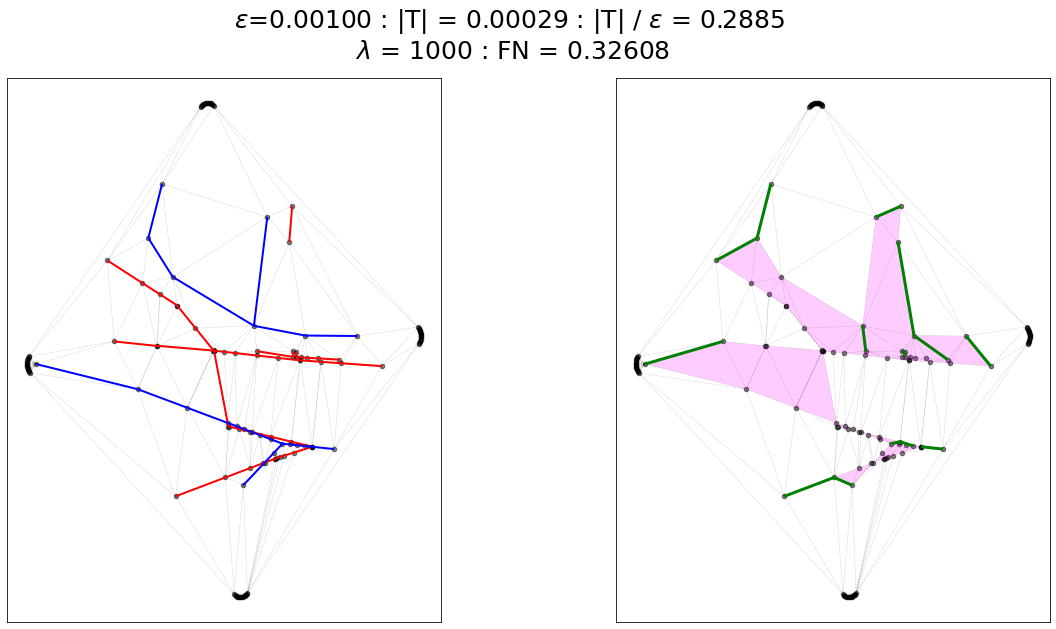 ε=0.00100 : |T| = 0.00029 : |T| / ε = 0.2885
λ = 1000 : FN = 0.32608